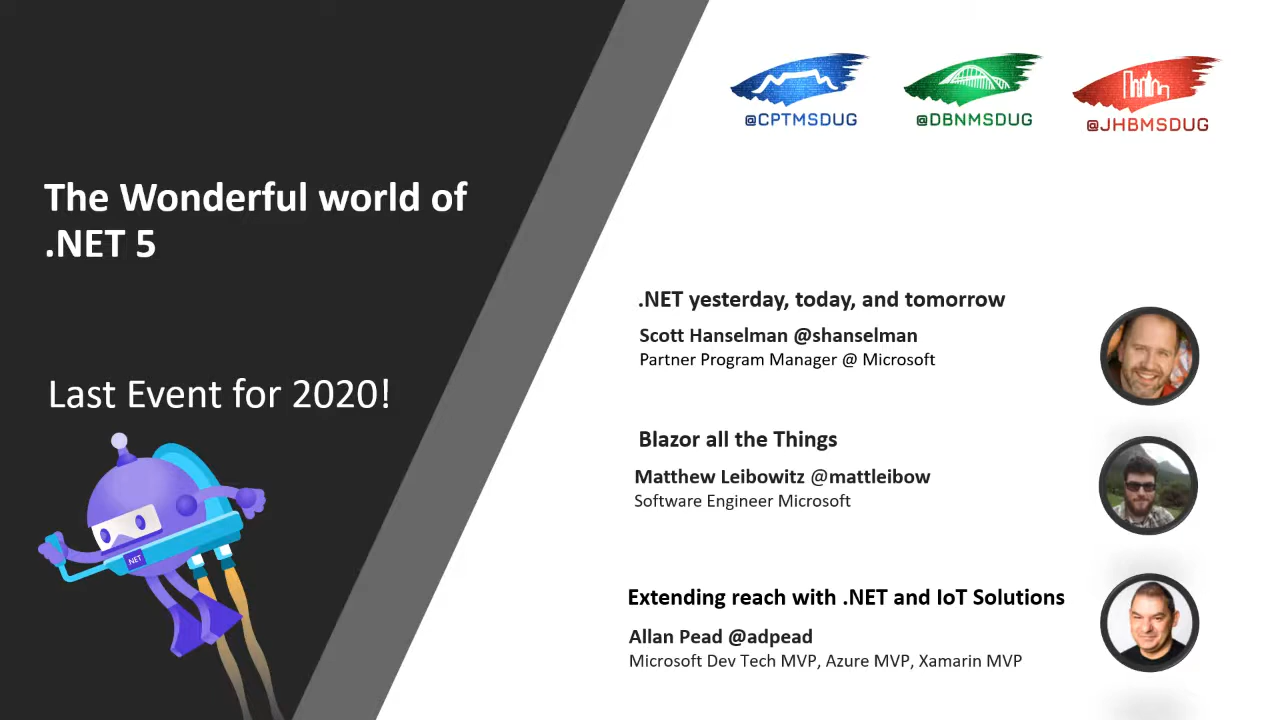 @CPTMSDUG
@DBNMSDUG
@JHBMSDUG
The Wonderful world of
.NET 5
Last Event for 2020!
NET
.NET yesterday, today, and tomorrow
Scott Hanselman @shanselman
Partner Program Manager @ Microsoft
Blazor all the Things
Matthew Leibowitz @mattleibow
Software Engineer Microsoft
Extending reach with .NET and IoT Solutions
Allan Pead @adpead
Microsoft Dev Tech MVP, Azure MVP, Xamarin MVP